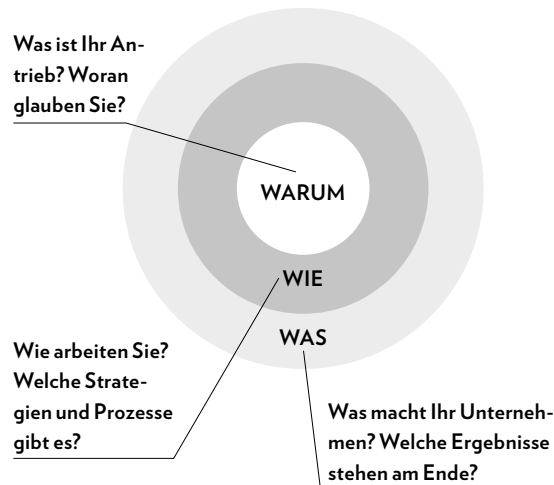 Was ist Ihr An-
trieb? Woran
glauben Sie?
WARUM
WIE
WAS
Wie arbeiten Sie?
Welche Strate-
gien und Prozesse
gibt es?
Was macht Ihr Unterneh-
men? Welche Ergebnisse
stehen am Ende?